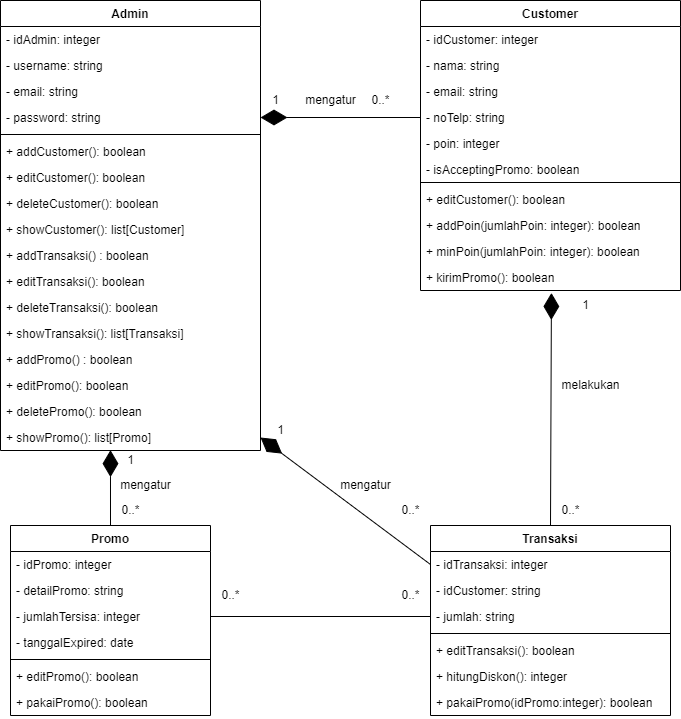 Admin
- idAdmin: integer
- username: string
- email: string
- password: string
+ addCustomer(): boolean
+ editCustomer(): boolean
+ deleteCustomer(): boolean
+ showCustomer(): list[Customer]
+ addTransaksi() : boolean
+ editTransaksi(): boolean
+ deleteTransaksi(): boolean
+ showTransaksi(): list[Transaksi]
+ addPromo() : boolean
+ editPromo(): boolean
+ deletePromo(): boolean
+ showPromo(): list[Promo]
1
mengatur
0..*
Customer
- idCustomer: integer
- nama: string
- email: string
- noTelp: string
- poin: integer
- isAcceptingPromo: boolean
+ editCustomer(): boolean
+ addPoin(jumlahPoin: integer): boolean
+ minPoin(jumlahPoin: integer): boolean
+ kirimPromo(): boolean
1
melakukan
0..*
1
mengatur
0..*
1
mengatur
0..*
Promo
- idPromo: integer
- detailPromo: string
- jumlahTersisa: integer
- tanggalExpired: date
+ editPromo(): boolean
+ pakaiPromo(): boolean
0..*
0..*
Transaksi
- idTransaksi: integer
- idCustomer: string
- jumlah: string
+ editTransaksi(): boolean
+ hitungDiskon(): integer
+ pakaiPromo(idPromo:integer): boolean